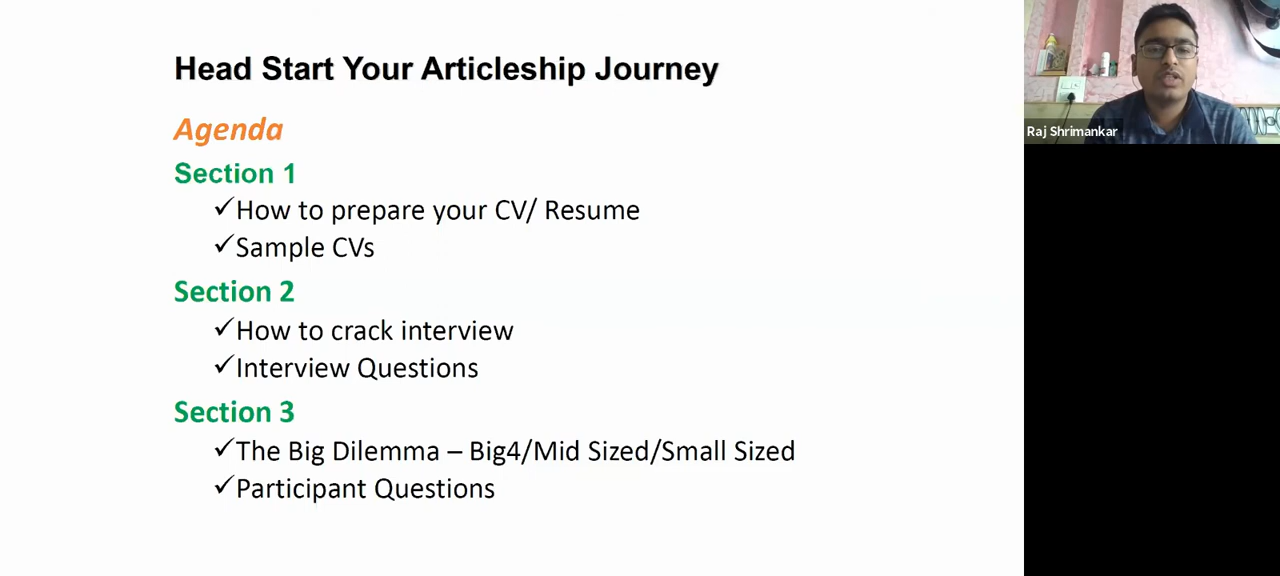 Head Start Your Articleship Journey
Agenda
Section 1
✓How to prepare your CV/ Resume
✓Sample CVs
Section 2
✓How to crack interview
✓Interview Questions
Section 3
✓The Big Dilemma – Big4/Mid Sized/Small Sized
✓Participant Questions
Raj Shrimankar